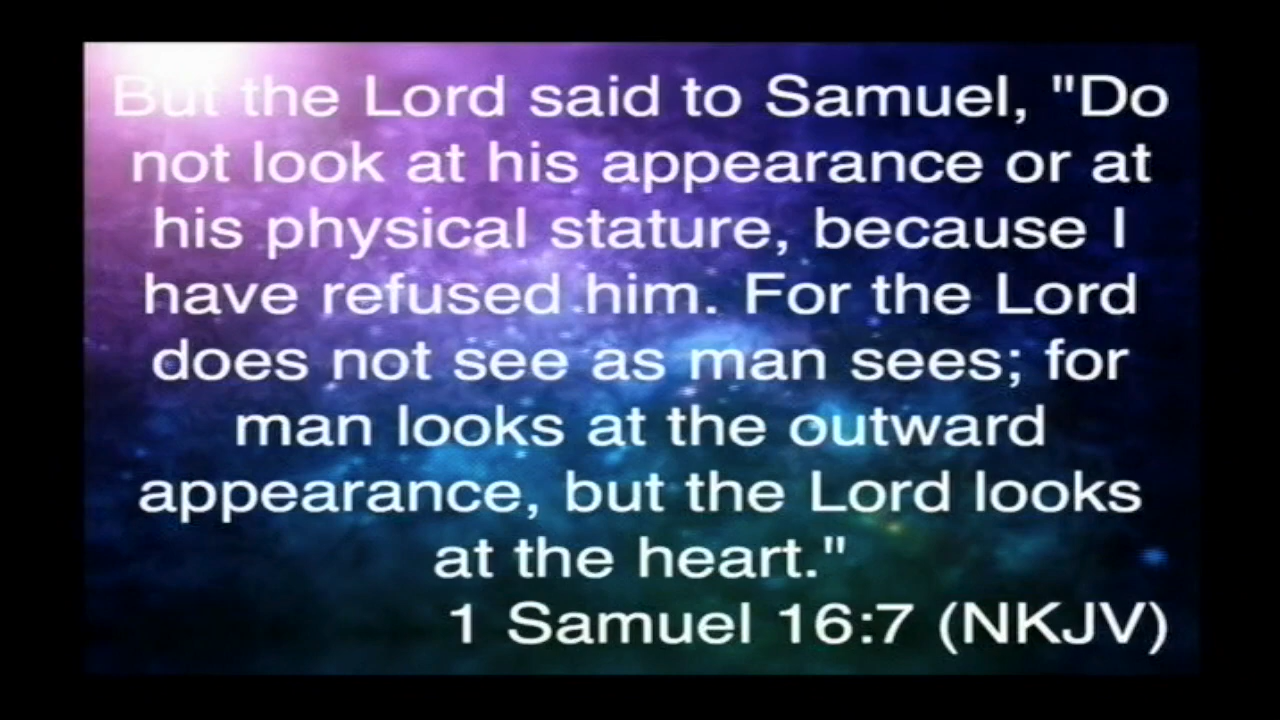 But the Lord said to Samuel, "Do
not look at his appearance or at
his physical stature, because I
have refused him. For the Lord
does not see as man sees; for
man looks at the outward
appearance, but the Lord looks
at the heart."
1 Samuel 16:7 (NKJV)